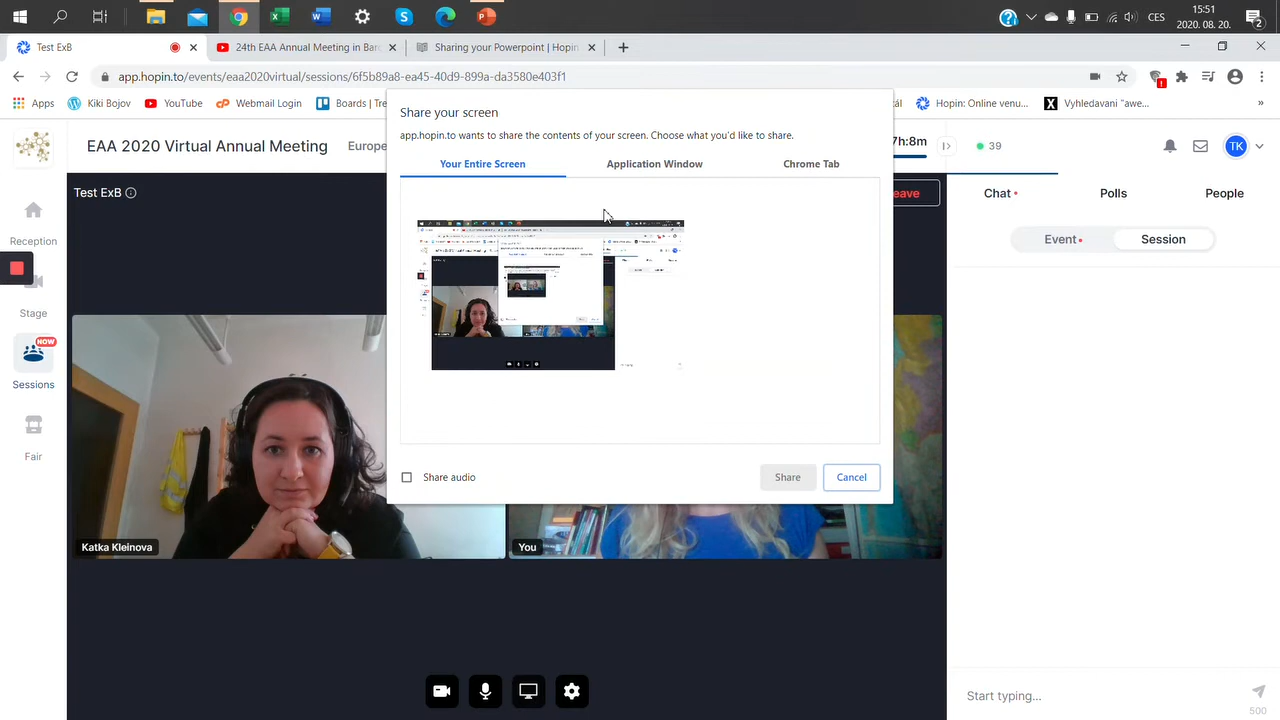 15:51
CES
2020. 08. 20.
2
Test ExB
24th EAA Annual Meeting in Bar
Sharing your Powerpoint | Hopin
app.hopin.to/events/eaa2020virtual/sessions/6f5b89a8-ea45-40d9-899a-da3580e403f1
Apps
Kiki Bojov
YouTube
Webmail Login
Boards | Tre
Hopin: Online venu...
X
Vyhledavani "awe...
»
Share your screen
app.hopin.to wants to share the contents of your screen. Choose what you'd like to share.
Your Entire Screen
Application Window
Chrome Tab
EAA 2020 Virtual Annual Meeting
Europe
7h:8m
39
TK
Test ExB
eave
Chat
Polls
People
Reception
Event
Session
Stage
NOW
Sessions
Fair
Share audio
Share
Cancel
Katka Kleinova
You
Start typing...
500